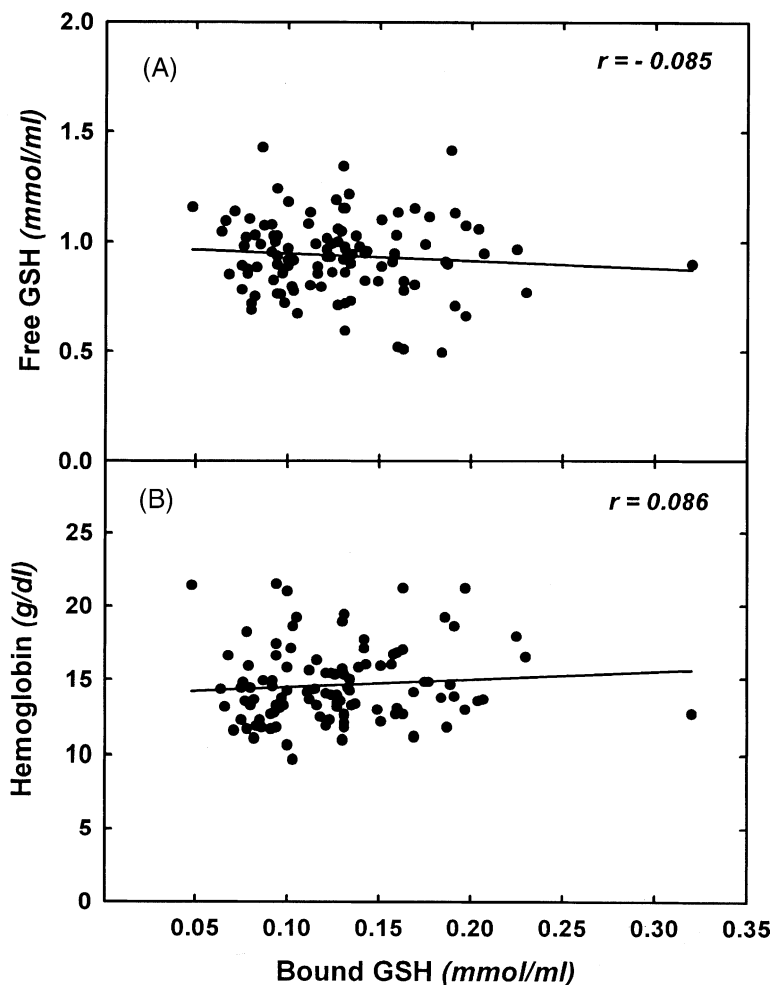 2.0
(A)
r = - 0.085
1.5
1.0
0.5
0.0
Free GSH (mmol/ml)
(B)
r = 0.086
25
20
15
10
5
0
Hemoglobin (g/dl)
0.05 0.10 0.15 0.20 0.25 0.30 0.35
Bound GSH (mmol/ml)